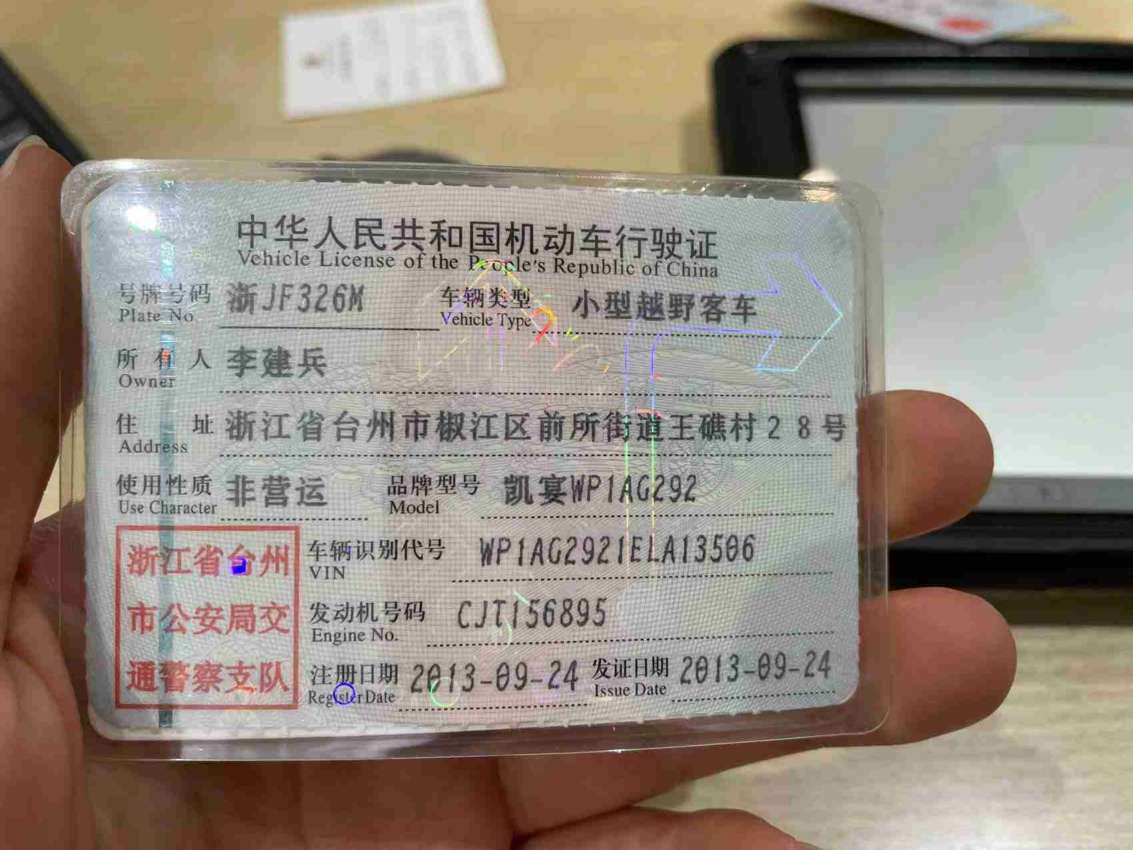 中华人民共和国机动车行驶证
Vehicle License of the People's Republic of China
号牌号码 浙JF326M 车辆类型 小型越野客车
Plate No. Vehicle Type
所有人 李建兵
Owner
住址 浙江省台州市椒江区前所街道王礁村28号
Address
使用性质 非营运 品牌型号 凯宴WP1AG292
Use Character Model
浙江省台州
市公安局交
通警察支队
车辆识别代号 WP1AG2921ELA13506
VIN
发动机号码 CJT156895
Engine No.
注册日期 2013-09-24 发证日期 2013-09-24
Register Date Issue Date